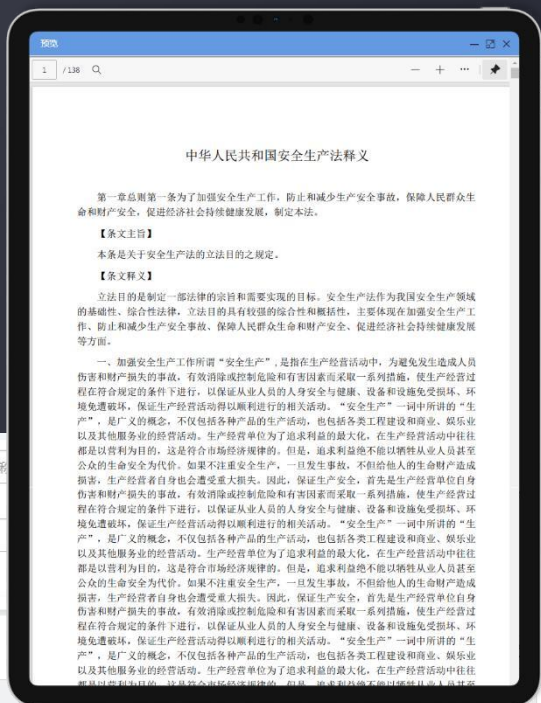 预览
1 / 138
中华人民共和国安全生产法释义
第一章总则第一条为了加强安全生产工作，防止和减少生产安全事故，保障人民群众生
命和财产安全，促进经济社会持续健康发展，制定本法。
【条文主旨】
本条是关于安全生产法的立法目的之规定。
【条文释义】
立法目的是制定一部法律的宗旨和需要实现的目标。安全生产法作为我国安全生产领域
的基础性、综合性法律，立法目的具有较强的综合性和概括性，主要体现在加强安全生产工
作、防止和减少生产安全事故、保障人民群众生命和财产安全、促进经济社会持续健康发展
等方面。
一、加强安全生产工作所谓“安全生产”，是指在生产经营活动中，为避免发生造成人员
伤害和财产损失的事故，有效消除或控制危险和有害因素而采取一系列措施，使生产经营过
程在符合规定的条件下进行，以保证从业人员的人身安全与健康、设备和设施免受损坏、环
境免遭破坏，保证生产经营活动得以顺利进行的相关活动。“安全生产”一词中所讲的“生
产”，是广义的概念，不仅包括各种产品的生产活动，也包括各类工程建设和商业、娱乐业
以及其他服务业的经营活动。生产经营单位为了追求利益的最大化，在生产经营活动中往往
都是以营利为目的，这是符合市场经济规律的。但是，追求利益绝不能以牺牲从业人员甚至
公众的生命安全为代价。如果不注重安全生产，一旦发生事故，不但给他人的生命财产造成
损害，生产经营者自身也会遭受重大损失。因此，保证生产安全，首先是生产经营单位自身
伤害和财产损失的事故，有效消除或控制危险和有害因素而采取一系列措施，使生产经营过
程在符合规定的条件下进行，以保证从业人员的人身安全与健康、设备和设施免受损坏、环
境免遭破坏，保证生产经营活动得以顺利进行的相关活动。“安全生产”一词中所讲的“生
产”，是广义的概念，不仅包括各种产品的生产活动，也包括各类工程建设和商业、娱乐业
以及其他服务业的经营活动。生产经营单位为了追求利益的最大化，在生产经营活动中往往
都是以营利为目的，这是符合市场经济规律的。但是，追求利益绝不能以牺牲从业人员甚至
公众的生命安全为代价。如果不注重安全生产，一旦发生事故，不但给他人的生命财产造成
损害，生产经营者自身也会遭受重大损失。因此，保证生产安全，首先是生产经营单位自身
伤害和财产损失的事故，有效消除或控制危险和有害因素而采取一系列措施，使生产经营过
程在符合规定的条件下进行，以保证从业人员的人身安全与健康、设备和设施免受损坏、环
境免遭破坏，保证生产经营活动得以顺利进行的相关活动。“安全生产”一词中所讲的“生
产”，是广义的概念，不仅包括各种产品的生产活动，也包括各类工程建设和商业、娱乐业
以及其他服务业的经营活动。生产经营单位为了追求利益的最大化，在生产经营活动中往往
都是以营利为目的，这是符合市场经济规律的。但是，追求利益绝不能以牺牲从业人员甚至